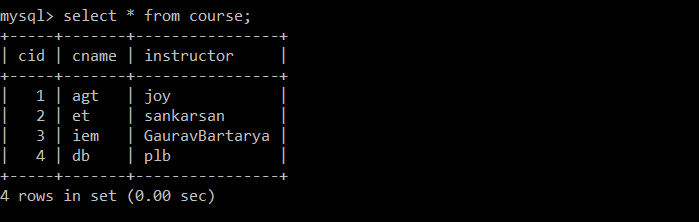 mysql> select * from course;
+-----+-------+----------------+
| cid | cname | instructor     |
+-----+-------+----------------+
|   1 | agt   | joy            |
|   2 | et    | sankarsan      |
|   3 | iem   | GauravBartarya |
|   4 | db    | plb            |
+-----+-------+----------------+
4 rows in set (0.00 sec)